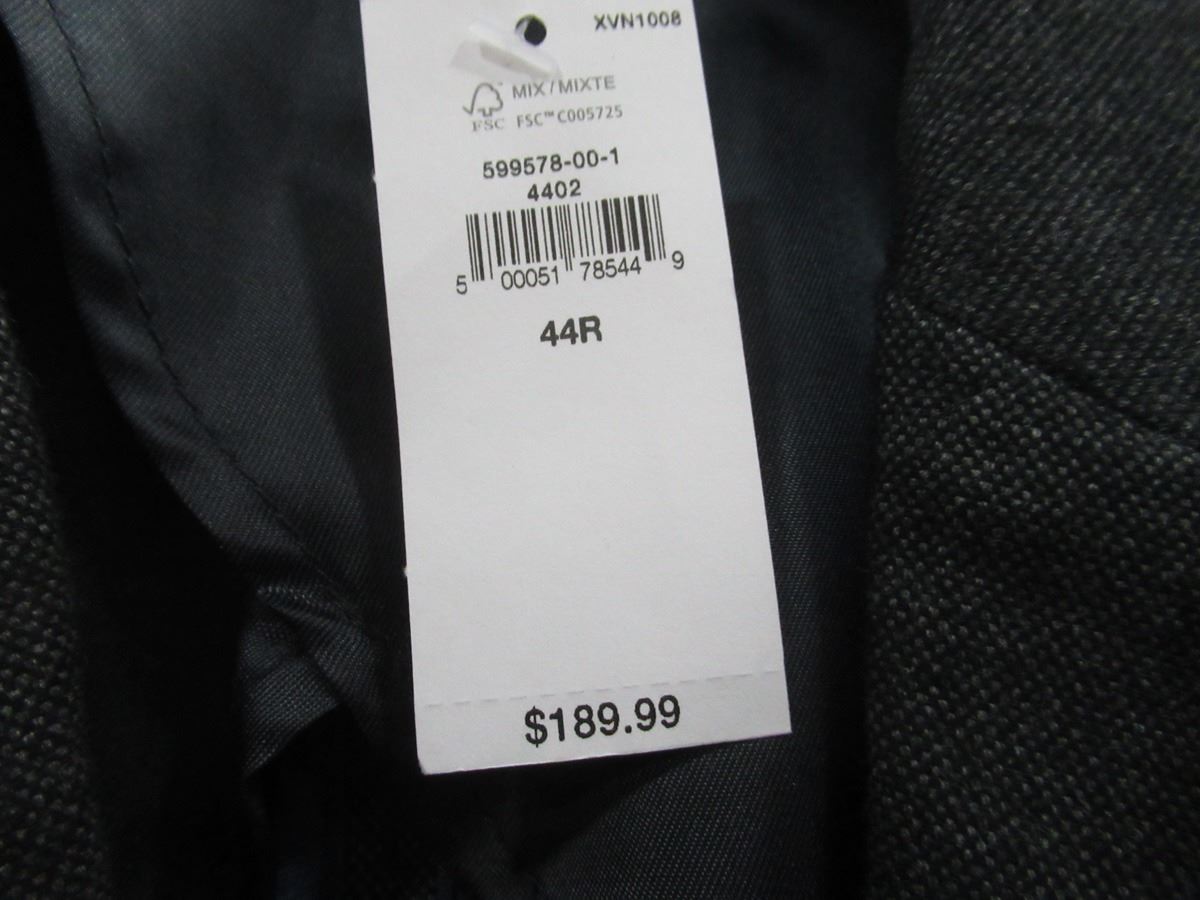 XVN1008
MIX/MIXTE
FSC FSC™ C005725
599578-00-1
4402
5 00051 78544 9
44R
$189.99